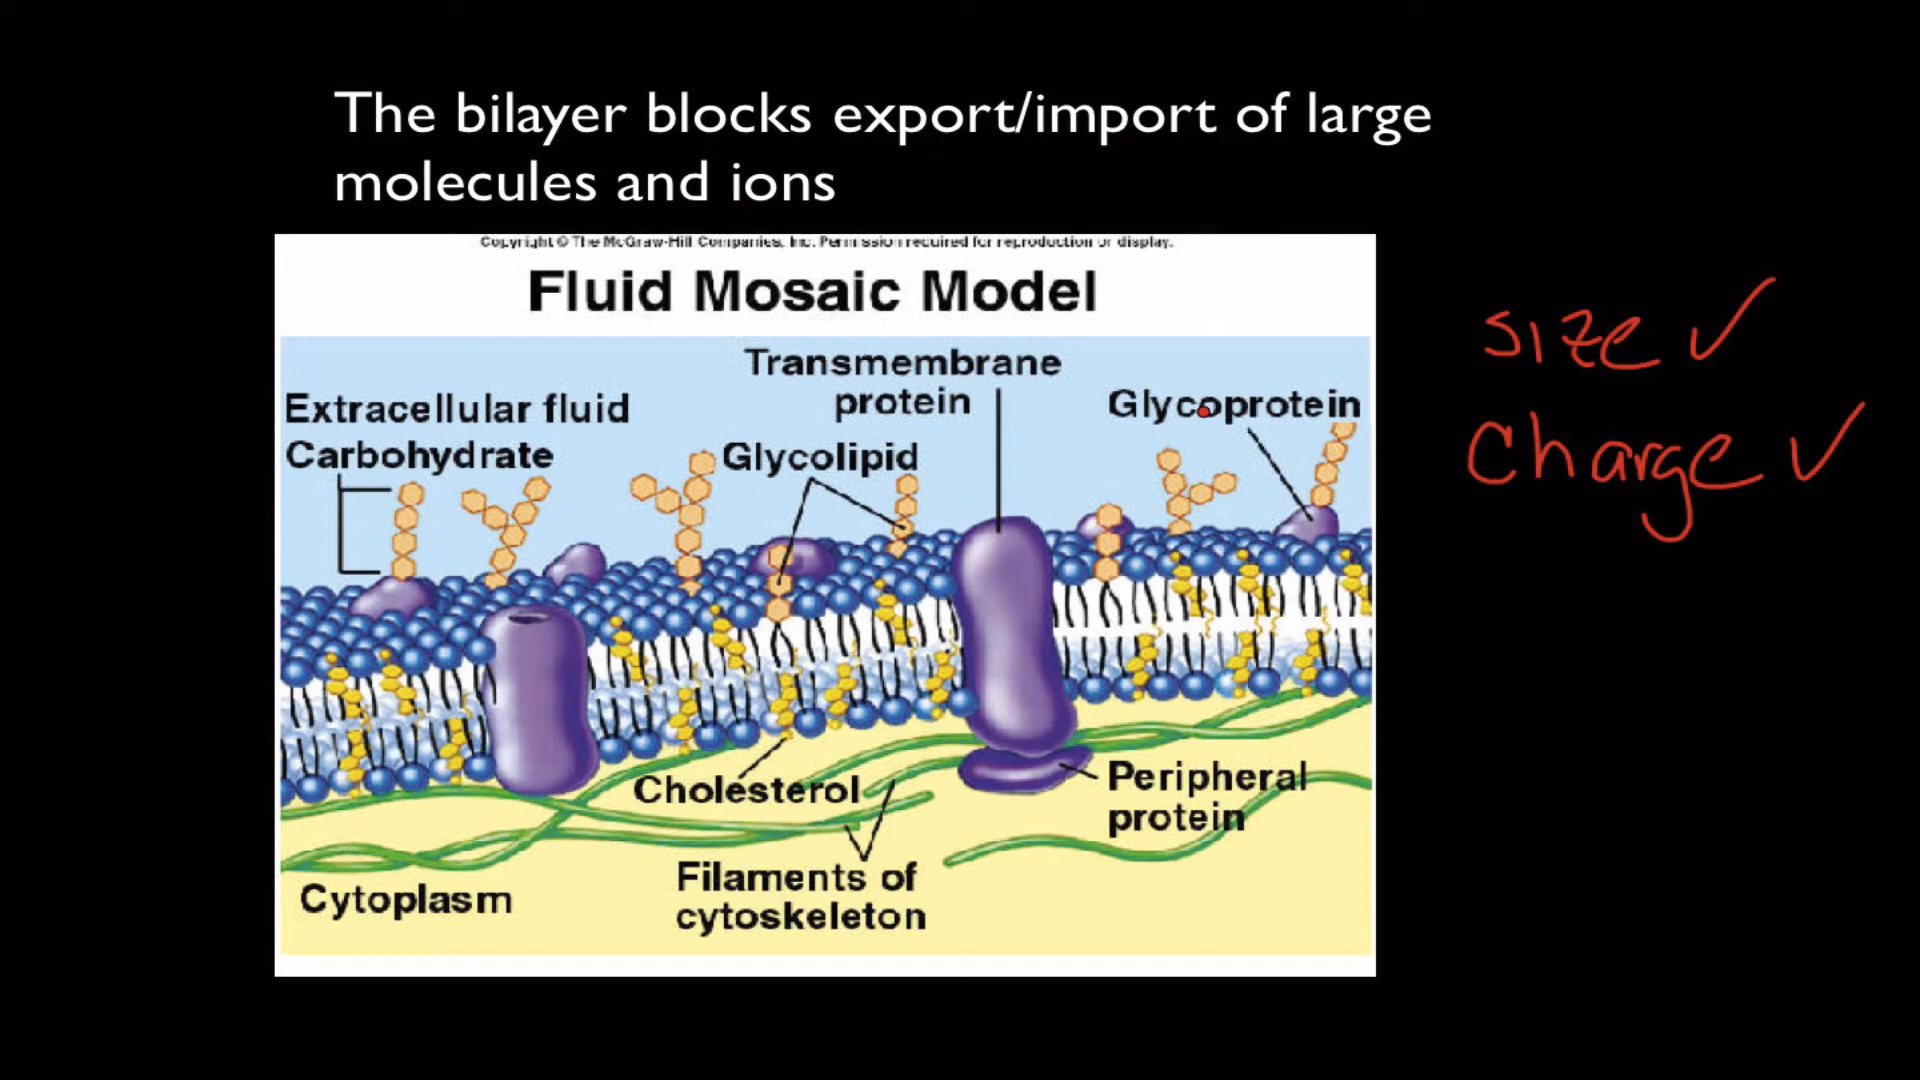 The bilayer blocks export/import of large
molecules and ions
Copyright © The McGraw-Hill Companies, Inc. Permission required for reproduction or display.
Fluid Mosaic Model
Transmembrane
protein
Extracellular fluid
Carbohydrate
Glycolipid
Glycoprotein
size ✓
charge ✓
Cholesterol
Peripheral
protein
Filaments of
cytoskeleton
Cytoplasm